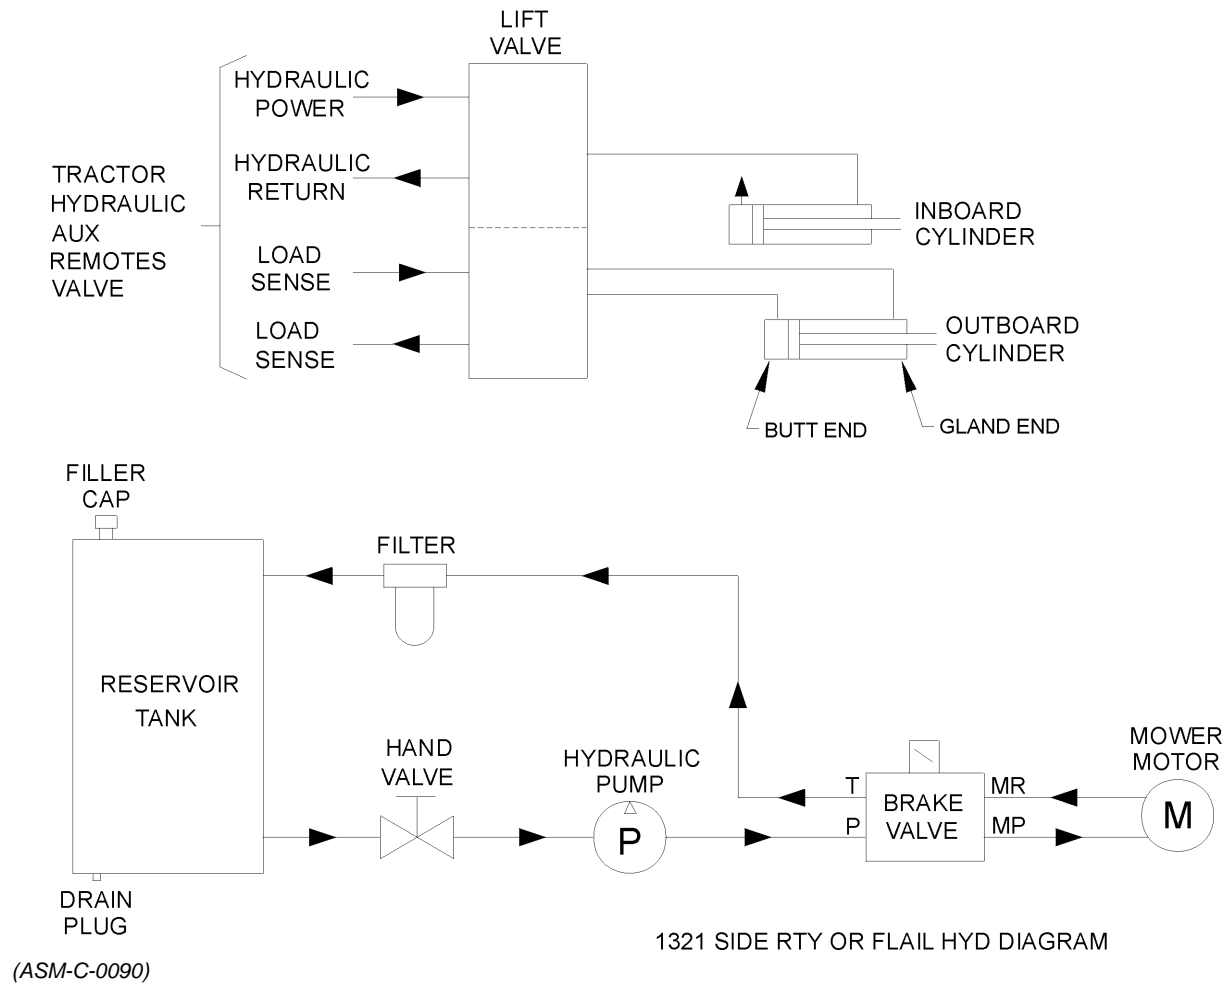 LIFT
VALVE
HYDRAULIC
POWER
HYDRAULIC
RETURN
TRACTOR
HYDRAULIC
AUX
REMOTES
VALVE
LOAD
SENSE
LOAD
SENSE
INBOARD
CYLINDER
OUTBOARD
CYLINDER
BUTT END
GLAND END
FILLER
CAP
FILTER
RESERVOIR
TANK
HAND
VALVE
HYDRAULIC
PUMP
P
T
P
BRAKE
VALVE
MR
MP
MOWER
MOTOR
M
DRAIN
PLUG
1321 SIDE RTY OR FLAIL HYD DIAGRAM
(ASM-C-0090)